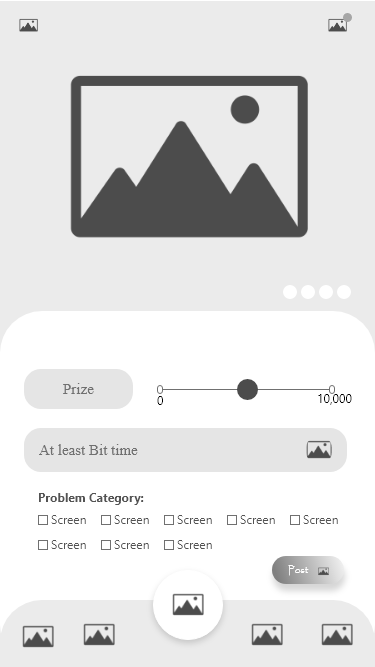 Prize
0
10,000
At least Bit time
Problem Category:
Screen Screen Screen Screen Screen
Screen Screen Screen
Post